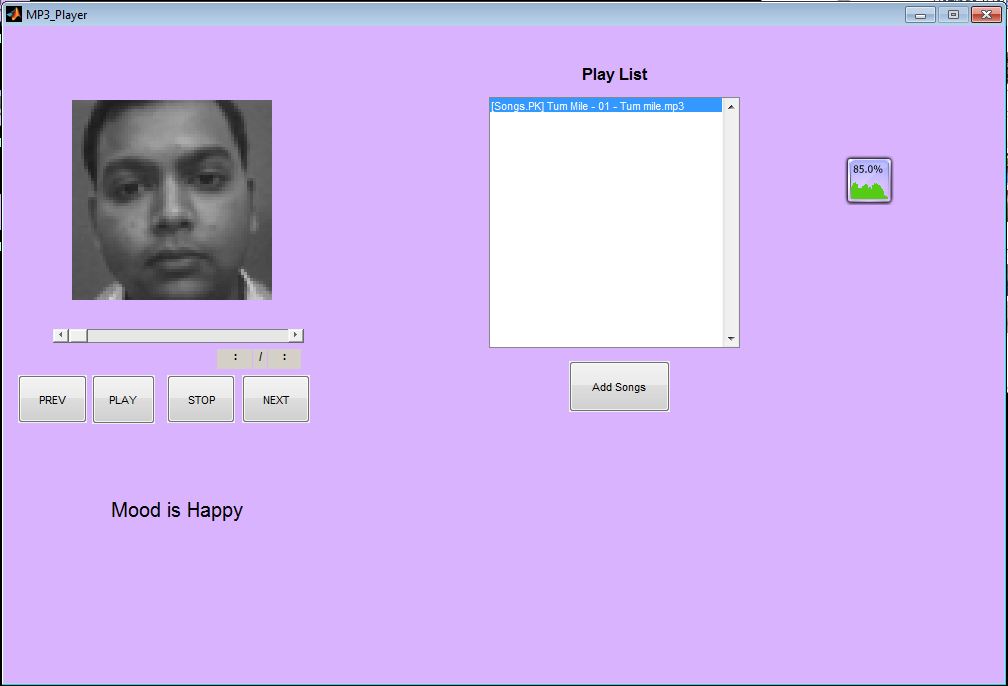 MP3_Player
Play List
[Songs.PK] Tum Mile - 01 - Tum mile.mp3
85.0%
: / :
PREV PLAY STOP NEXT
Add Songs
Mood is Happy